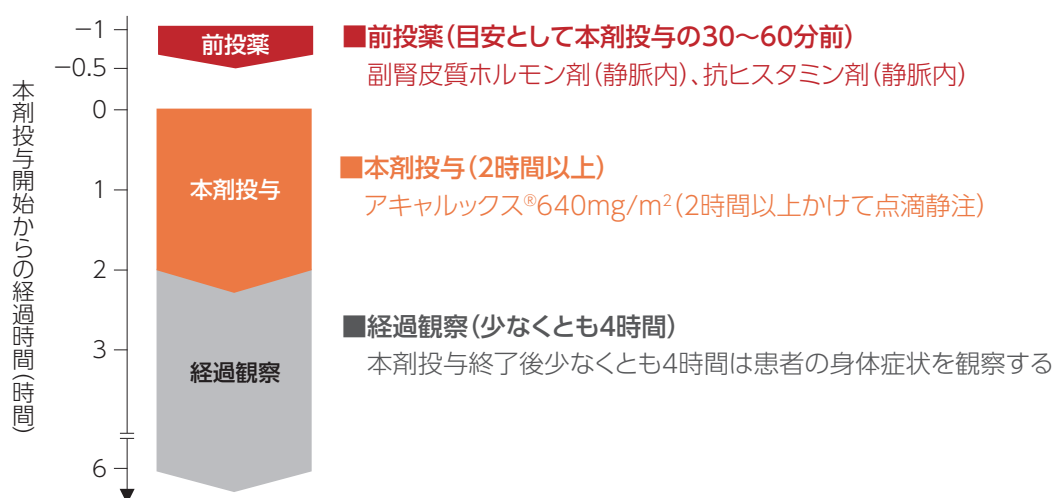 本剤投与開始からの経過時間(時間)
−1
−0.5
0
1
2
3
6
前投薬
本剤投与
経過観察
■前投薬(目安として本剤投与の30〜60分前)
副腎皮質ホルモン剤(静脈内)、抗ヒスタミン剤(静脈内)
■本剤投与(2時間以上)
アキャルックス®640mg/m²(2時間以上かけて点滴静注)
■経過観察(少なくとも4時間)
本剤投与終了後少なくとも4時間は患者の身体症状を観察する